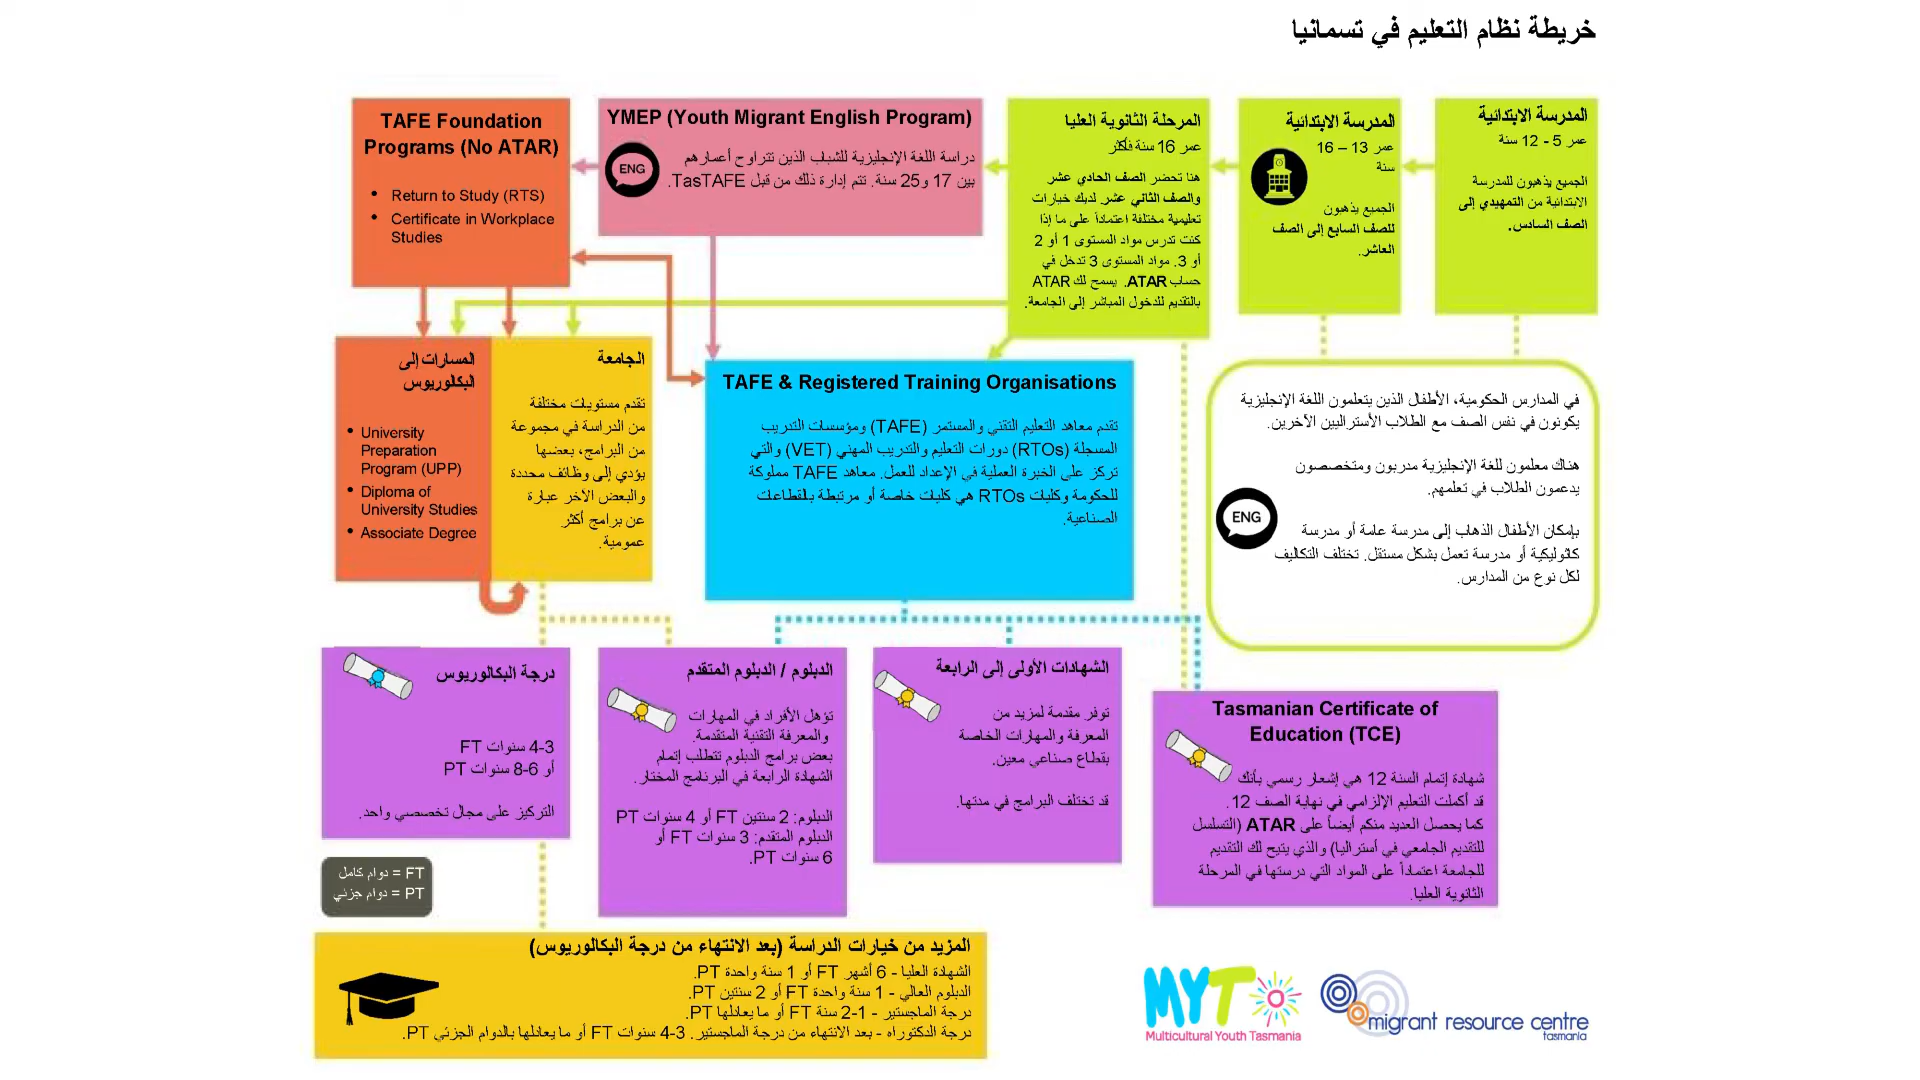 خريطة نظام التعليم في تسمانيا
المدرسة الابتدائية
عمر 5 - 12 سنة
الجميع يذهبون للمدرسة
الابتدائية من التمهيدي إلى
الصف السادس.
المدرسة الابتدائية
عمر 13 – 16
سنة
الجميع يذهبون
للصف السابع إلى الصف
العاشر.
المرحلة الثانوية العليا
عمر 16 سنة فأكثر
هنا تحضر الصف الحادي عشر
والصف الثاني عشر. لديك خيارات
تعليمية مختلفة اعتماداً على ما إذا
كنت تدرس مواد المستوى 1 أو 2
أو 3. مواد المستوى 3 تدخل في
حساب ATAR. يسمح لك ATAR
بالتقديم للدخول المباشر إلى الجامعة.
YMEP (Youth Migrant English Program)
ENG
دراسة اللغة الإنجليزية للشباب الذين تتراوح أعمارهم
بين 17 و25 سنة. تتم إدارة ذلك من قبل TasTAFE.
TAFE Foundation
Programs (No ATAR)
• Return to Study (RTS)
• Certificate in Workplace
Studies
في المدارس الحكومية، الأطفال الذين يتعلمون اللغة الإنجليزية
يكونون في نفس الصف مع الطلاب الأستراليين الآخرين.
هناك معلمون للغة الإنجليزية مدربون ومتخصصون
يدعمون الطلاب في تعلمهم.
ENG
بإمكان الأطفال الذهاب إلى مدرسة عامة أو مدرسة
كاثوليكية أو مدرسة تعمل بشكل مستقل. تختلف التكاليف
لكل نوع من المدارس.
TAFE & Registered Training Organisations
تقدم معاهد التعليم التقني والمستمر (TAFE) ومؤسسات التدريب
المسجلة (RTOs) دورات التعليم والتدريب المهني (VET) والتي
تركز على الخبرة العملية في الإعداد للعمل. معاهد TAFE مملوكة
للحكومة وكليات RTOs هي كليات خاصة أو مرتبطة بالقطاعات
الصناعية.
الجامعة
تقدم مستويات مختلفة
من الدراسة في مجموعة
من البرامج، بعضها
يؤدي إلى وظائف محددة
والبعض الآخر عبارة
عن برامج أكثر
عمومية.
المسارات إلى
البكالوريوس
• University
Preparation
Program (UPP)
• Diploma of
University Studies
• Associate Degree
Tasmanian Certificate of
Education (TCE)
شهادة إتمام السنة 12 هي إشعار رسمي بأنك
قد أكملت التعليم الإلزامي في نهاية الصف 12.
كما يحصل العديد منكم أيضاً على ATAR (التسلسل
للتقديم الجامعي في أستراليا) والذي يتيح لك التقديم
للجامعة اعتماداً على المواد التي درستها في المرحلة
الثانوية العليا.
الشهادات الأولى إلى الرابعة
توفر مقدمة لمزيد من
المعرفة والمهارات الخاصة
بقطاع صناعي معين.
قد تختلف البرامج في مدتها.
الدبلوم / الدبلوم المتقدم
تؤهل الأفراد في المهارات
والمعرفة التقنية المتقدمة.
بعض برامج الدبلوم تتطلب إتمام
الشهادة الرابعة في البرنامج المختار.
الدبلوم: 2 سنتين FT أو 4 سنوات PT
الدبلوم المتقدم: 3 سنوات FT أو
6 سنوات PT.
درجة البكالوريوس
3-4 سنوات FT
أو 6-8 سنوات PT
التركيز على مجال تخصصي واحد.
FT = دوام كامل
PT = دوام جزئي
المزيد من خيارات الدراسة (بعد الانتهاء من درجة البكالوريوس)
الشهادة العليا - 6 أشهر FT أو 1 سنة واحدة PT.
الدبلوم العالي - 1 سنة واحدة FT أو 2 سنتين PT.
درجة الماجستير - 1-2 سنة FT أو ما يعادلها PT.
درجة الدكتوراه - بعد الانتهاء من درجة الماجستير. 3-4 سنوات FT أو ما يعادلها بالدوام الجزئي PT.
MYT
Multicultural Youth Tasmania
migrant resource centre
tasmania